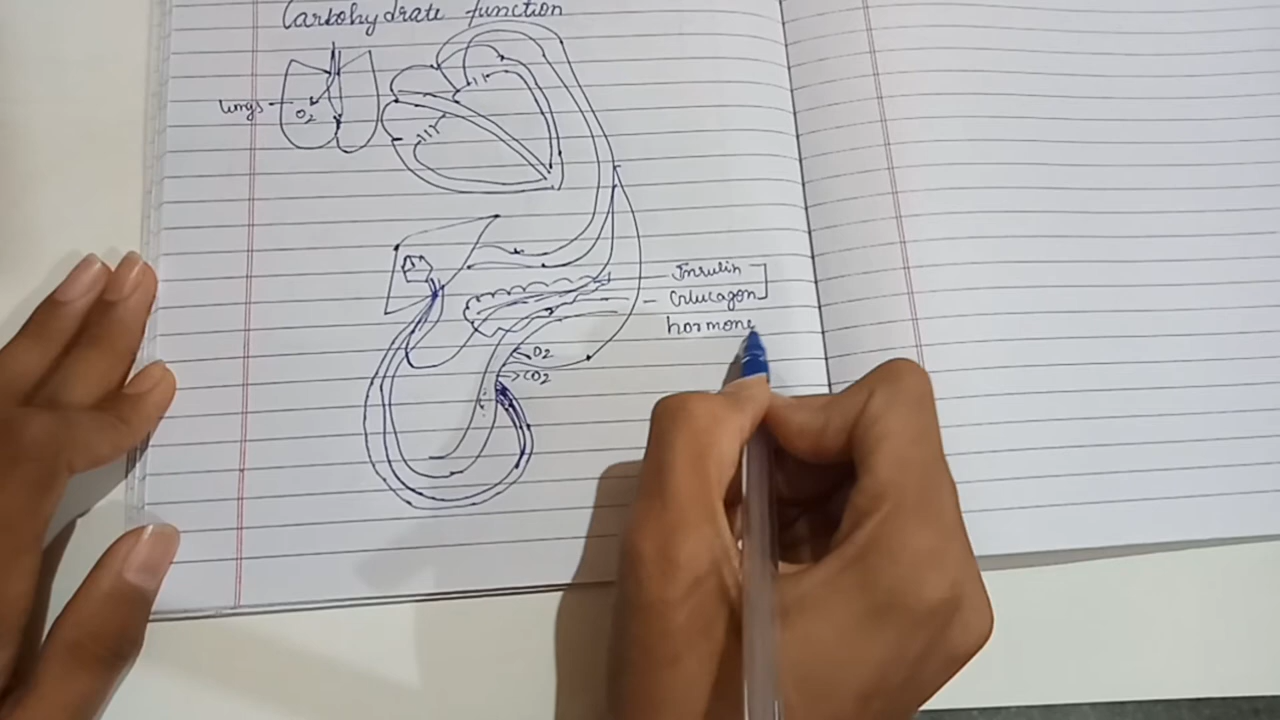 Carbohydrate function
lungs
O2
Insulin
Glucagon
hormone
O2
CO2